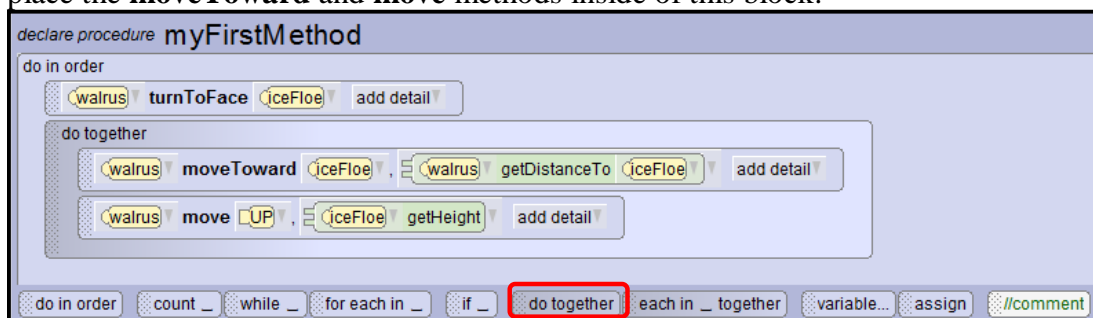 place the moveToward and move methods inside of this block.
declare procedure myFirstMethod
do in order
walrus turnToFace iceFloe add detail
do together
walrus moveToward iceFloe , walrus getDistanceTo iceFloe add detail
walrus move UP , iceFloe getHeight add detail
do in order count _ while _ for each in _ if _ do together each in _ together variable... assign //comment